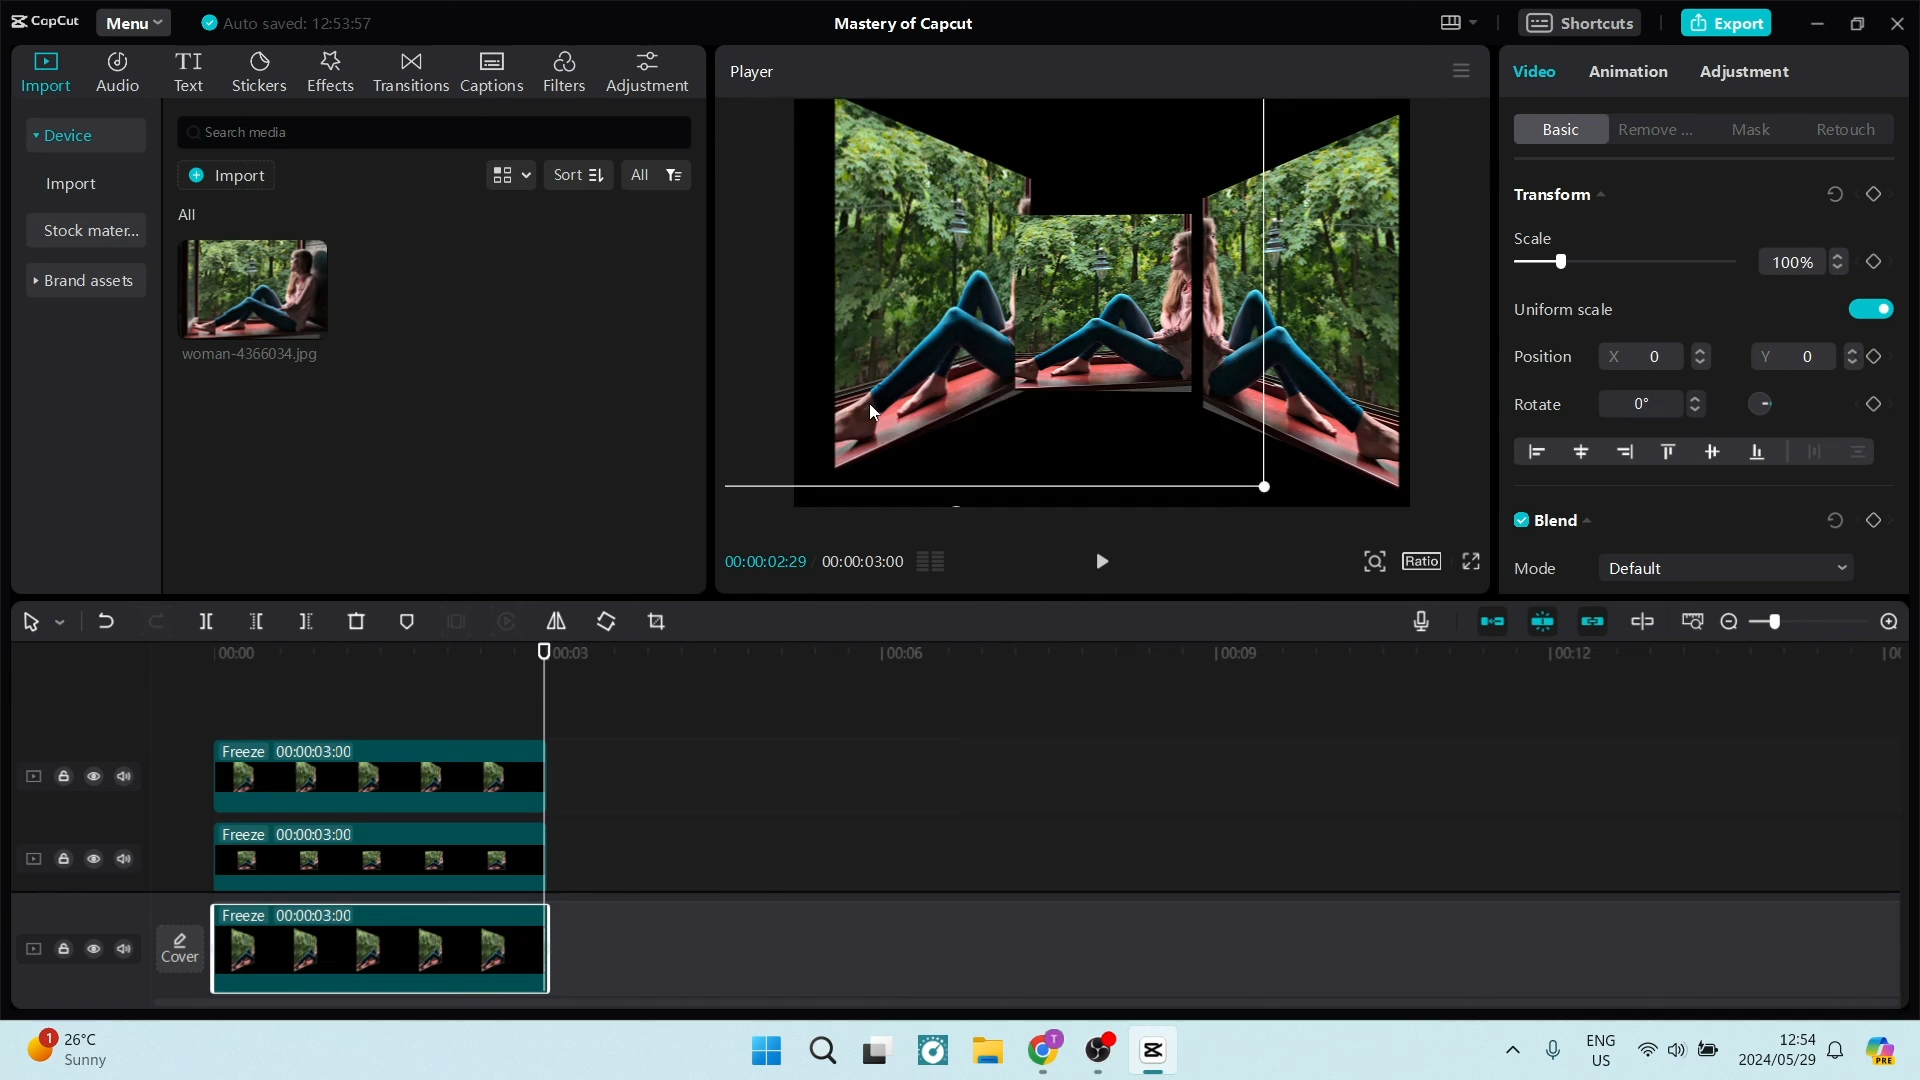 CapCut
Menu
Auto saved: 12:53:57
Mastery of Capcut
Shortcuts
Export
Import
Audio
TI
Text
Stickers
Effects
Transitions
Captions
Filters
Adjustment
Player
Video
Animation
Adjustment
Device
Search media
Basic
Remove ...
Mask
Retouch
Import
Import
Sort
All
Stock mater...
All
Brand assets
woman-4366034.jpg
Transform
Scale
100%
Uniform scale
Position
X 0
Y 0
Rotate
0°
Blend
Mode
Default
00:00:02:29
00:00:03:00
Ratio
00:00
00:03
00:06
00:09
00:12
Freeze 00:00:03:00
Freeze 00:00:03:00
Freeze 00:00:03:00
Cover
1
26°C
Sunny
T
ENG
US
12:54
2024/05/29
PRE